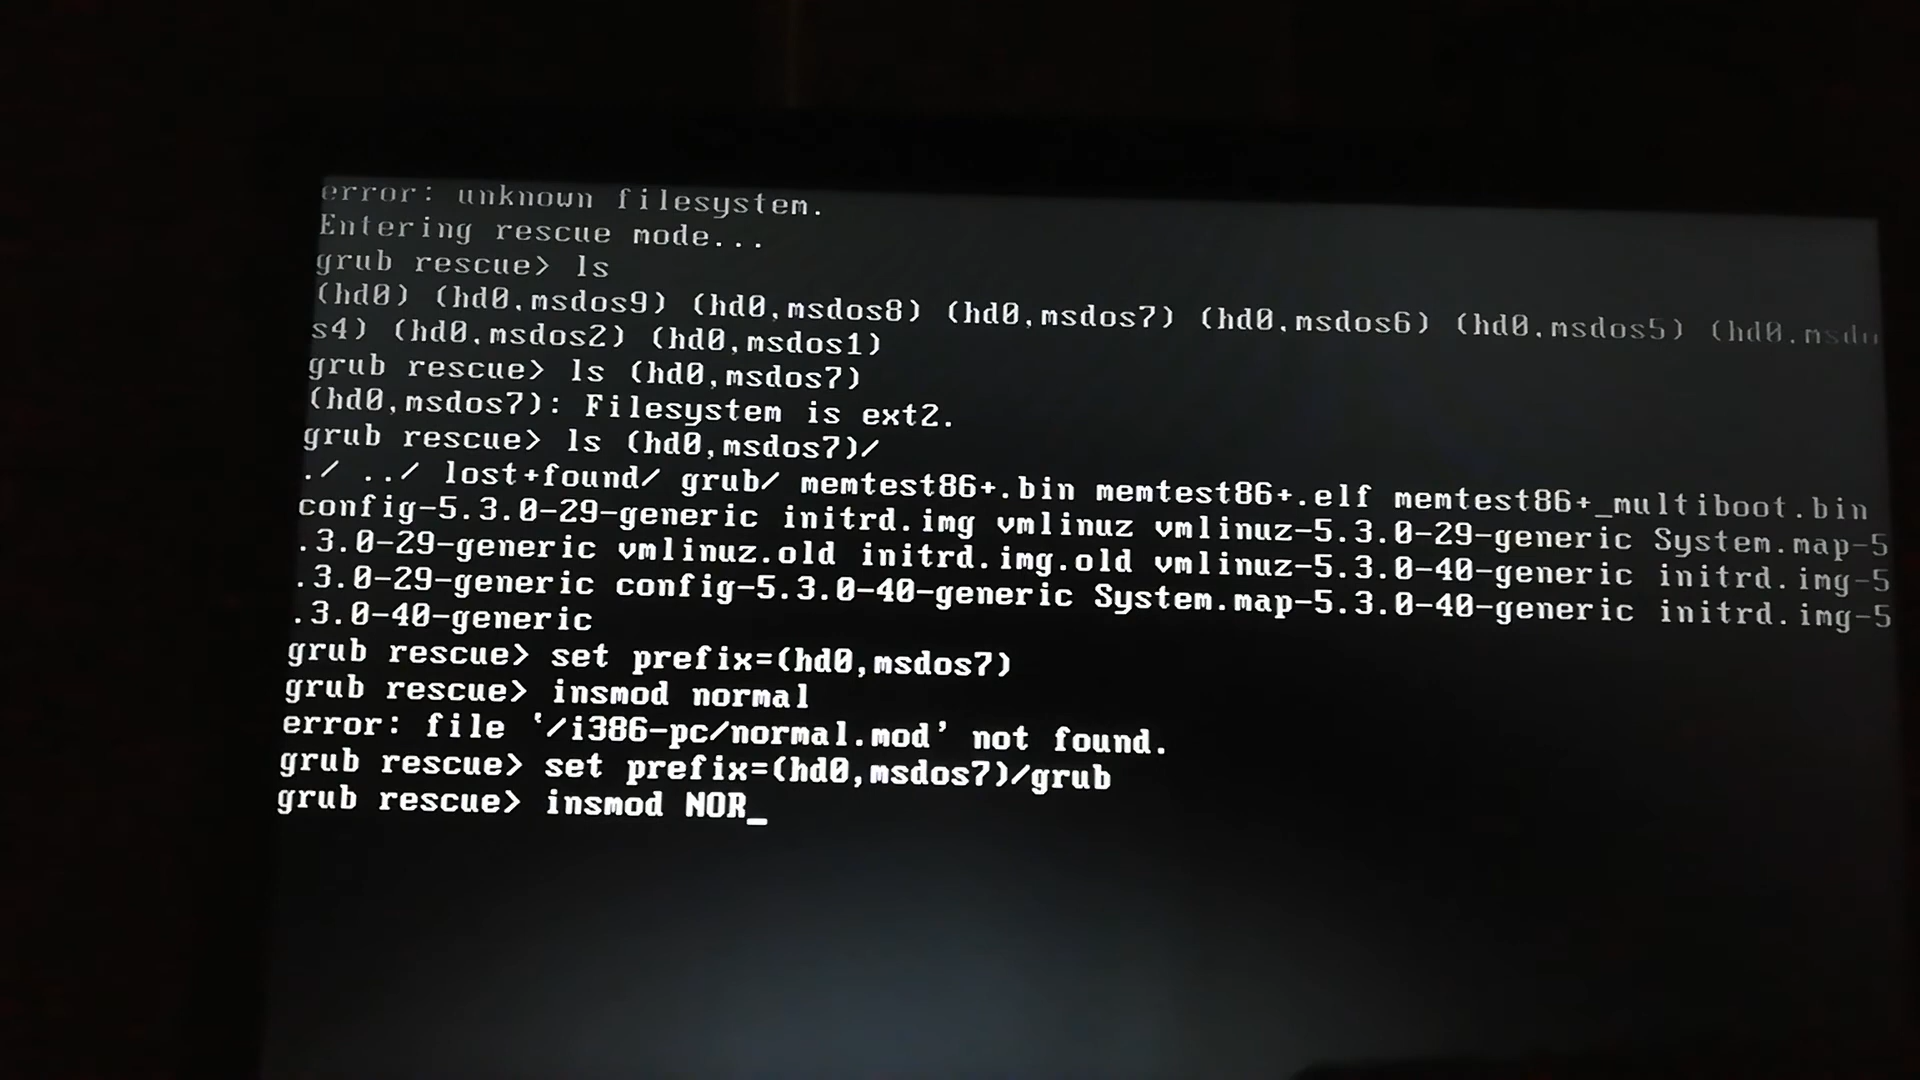 error: unknown filesystem.
Entering rescue mode...
grub rescue> ls
(hd0) (hd0,msdos9) (hd0,msdos8) (hd0,msdos7) (hd0,msdos6) (hd0,msdos5) (hd0,msdo
s4) (hd0,msdos2) (hd0,msdos1)
grub rescue> ls (hd0,msdos7)
(hd0,msdos7): Filesystem is ext2.
grub rescue> ls (hd0,msdos7)/
./ ../ lost+found/ grub/ memtest86+.bin memtest86+.elf memtest86+_multiboot.bin
config-5.3.0-29-generic initrd.img vmlinuz vmlinuz-5.3.0-29-generic System.map-5
.3.0-29-generic vmlinuz.old initrd.img.old vmlinuz-5.3.0-40-generic initrd.img-5
.3.0-29-generic config-5.3.0-40-generic System.map-5.3.0-40-generic initrd.img-5
.3.0-40-generic
grub rescue> set prefix=(hd0,msdos7)
grub rescue> insmod normal
error: file `/i386-pc/normal.mod' not found.
grub rescue> set prefix=(hd0,msdos7)/grub
grub rescue> insmod NOR_